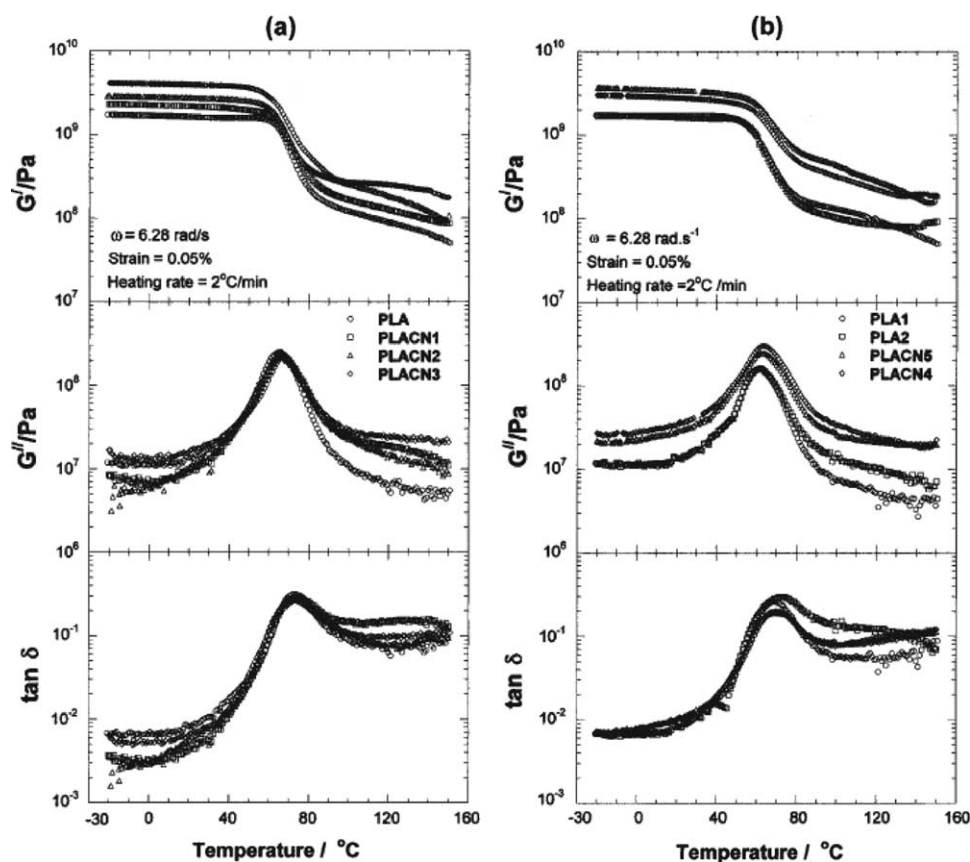 (a)
(b)
10^10
10^9
10^8
10^7
G'/Pa
ω = 6.28 rad/s
Strain = 0.05%
Heating rate = 2°C/min
10^10
10^9
10^8
10^7
G'/Pa
ω = 6.28 rad.s^-1
Strain = 0.05%
Heating rate =2°C /min
10^8
10^7
10^6
G''/Pa
PLA
PLACN1
PLACN2
PLACN3
10^8
10^7
10^6
G''/Pa
PLA1
PLA2
PLACN5
PLACN4
10^-1
10^-2
10^-3
tan δ
-30 0 40 80 120 160
Temperature / °C
10^-1
10^-2
10^-3
tan δ
-30 0 40 80 120 160
Temperature / °C